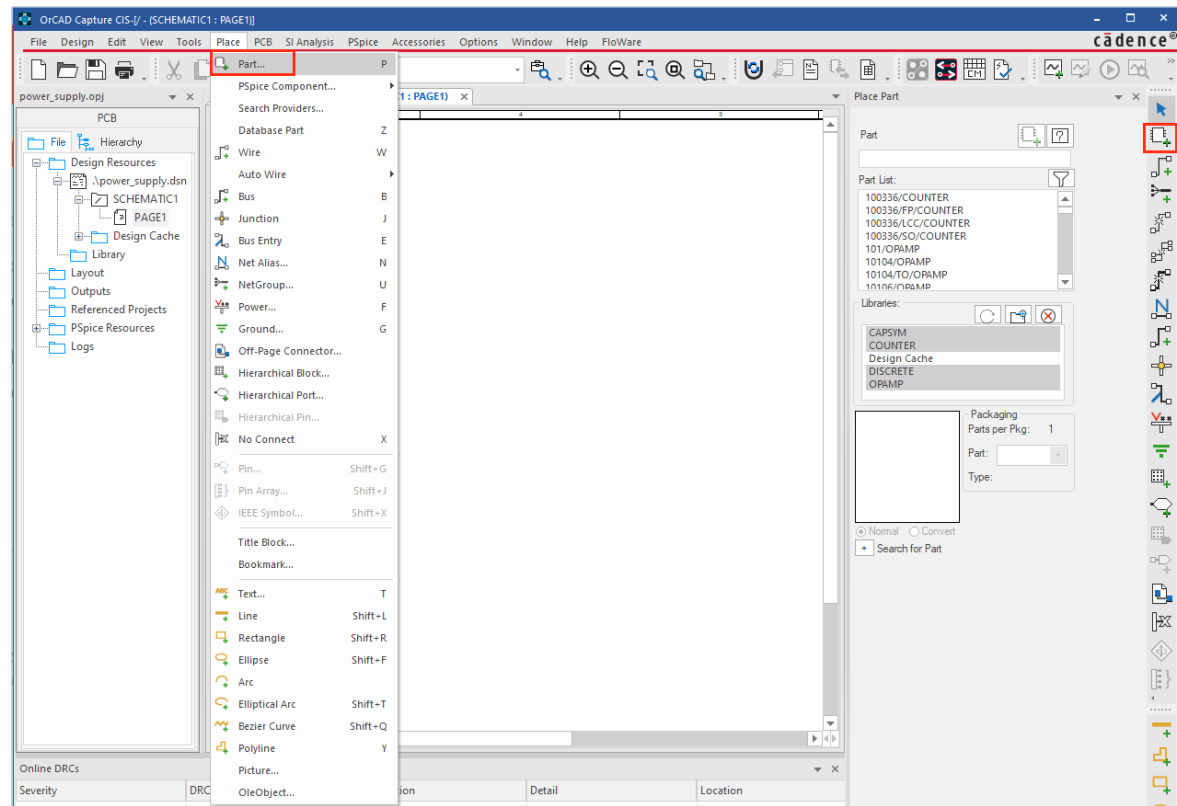 OrCAD Capture CIS-[/ - (SCHEMATIC1 : PAGE1)]
File Design Edit View Tools Place PCB SI Analysis PSpice Accessories Options Window Help FloWare
cādence®
power_supply.opj
PCB
File Hierarchy
Design Resources
.\power_supply.dsn
SCHEMATIC1
PAGE1
Design Cache
Library
Layout
Outputs
Referenced Projects
PSpice Resources
Logs
Part... P
PSpice Component...
Search Providers...
Database Part Z
Wire W
Auto Wire
Bus B
Junction J
Bus Entry E
Net Alias... N
NetGroup... U
Power... F
Ground... G
Off-Page Connector...
Hierarchical Block...
Hierarchical Port...
Hierarchical Pin...
No Connect X
Pin... Shift+G
Pin Array... Shift+J
IEEE Symbol... Shift+X
Title Block...
Bookmark...
Text... T
Line Shift+L
Rectangle Shift+R
Ellipse Shift+F
Arc
Elliptical Arc Shift+T
Bezier Curve Shift+Q
Polyline Y
Picture...
OleObject...
1 : PAGE1)
4 3
Place Part
Part
Part List:
100336/COUNTER
100336/FP/COUNTER
100336/LCC/COUNTER
100336/SO/COUNTER
101/OPAMP
10104/OPAMP
10104/TO/OPAMP
10106/OPAMP
Libraries:
CAPSYM
COUNTER
Design Cache
DISCRETE
OPAMP
Packaging
Parts per Pkg: 1
Part:
Type:
Normal Convert
+ Search for Part
Online DRCs
Severity DRC ion Detail Location